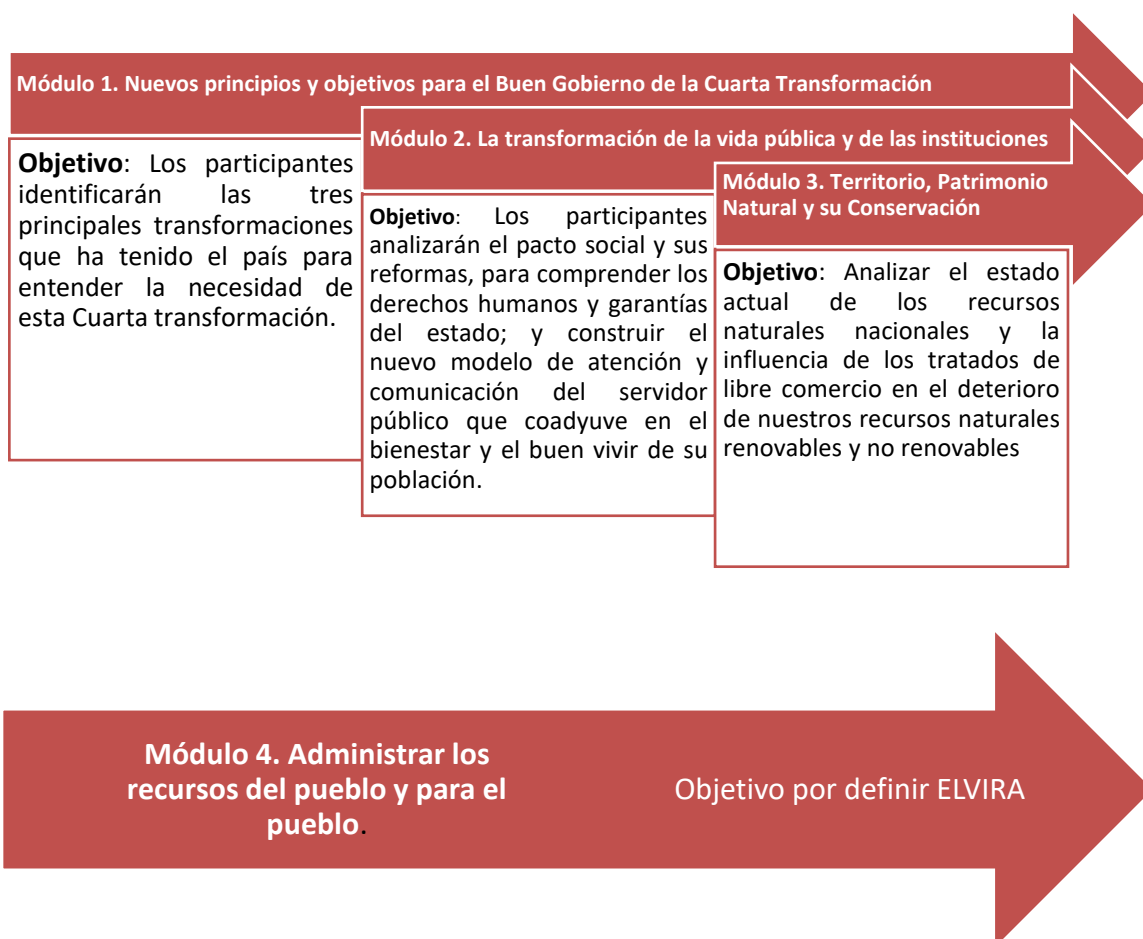 Módulo 1. Nuevos principios y objetivos para el Buen Gobierno de la Cuarta Transformación
Objetivo: Los participantes
identificarán las tres
principales transformaciones
que ha tenido el país para
entender la necesidad de
esta Cuarta transformación.
Módulo 2. La transformación de la vida pública y de las instituciones
Objetivo: Los participantes
analizarán el pacto social y sus
reformas, para comprender los
derechos humanos y garantías
del estado; y construir el
nuevo modelo de atención y
comunicación del servidor
público que coadyuve en el
bienestar y el buen vivir de su
población.
Módulo 3. Territorio, Patrimonio
Natural y su Conservación
Objetivo: Analizar el estado
actual de los recursos
naturales nacionales y la
influencia de los tratados de
libre comercio en el deterioro
de nuestros recursos naturales
renovables y no renovables
Módulo 4. Administrar los
recursos del pueblo y para el
pueblo.
Objetivo por definir ELVIRA